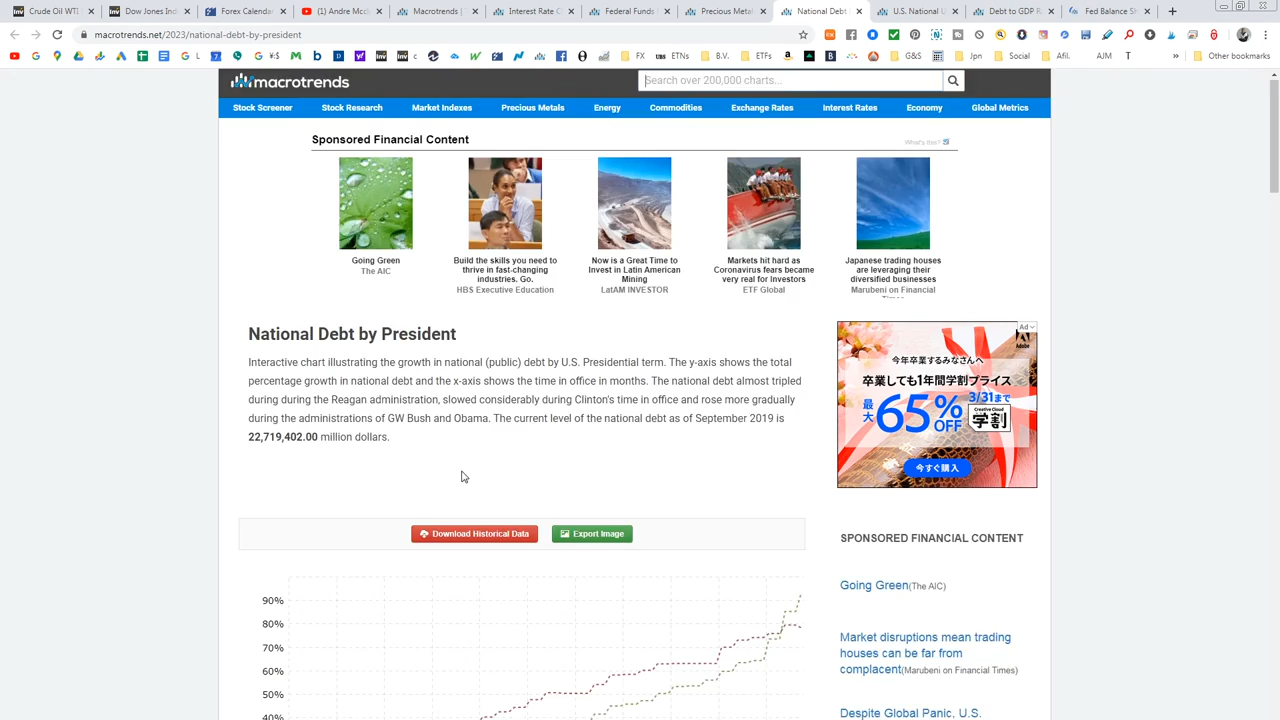 Crude Oil WTI
Dow Jones Ind
Forex Calenda
(1) Andre Mc
Macrotrends |
Interest Rate C
Federal Funds
Precious Metal
National Debt
U.S. National
Debt to GDP R
Fed Balance Sh
macrotrends.net/2023/national-debt-by-president
FX
ETNs
B.V.
ETFs
G&S
Jpn
Social
Afil.
AJM
T
Other bookmarks
macrotrends
Search over 200,000 charts...
Stock Screener
Stock Research
Market Indexes
Precious Metals
Energy
Commodities
Exchange Rates
Interest Rates
Economy
Global Metrics
Sponsored Financial Content
What's this?
Going Green
The AIC
Build the skills you need to
thrive in fast-changing
industries. Go.
HBS Executive Education
Now is a Great Time to
Invest in Latin American
Mining
LatAM INVESTOR
Markets hit hard as
Coronavirus fears became
very real for Investors
ETF Global
Japanese trading houses
are leveraging their
diversified businesses
Marubeni on Financial
National Debt by President
Interactive chart illustrating the growth in national (public) debt by U.S. Presidential term. The y-axis shows the total
percentage growth in national debt and the x-axis shows the time in office in months. The national debt almost tripled
during during the Reagan administration, slowed considerably during Clinton's time in office and rose more gradually
during the administrations of GW Bush and Obama. The current level of the national debt as of September 2019 is
22,719,402.00 million dollars.
Ad
Adobe
今年卒業するみなさんへ
卒業しても1年間学割プライス
最大65%OFF
3/31まで
Creative Cloud
学割
今すぐ購入
Download Historical Data
Export Image
90%
80%
70%
60%
50%
40%
SPONSORED FINANCIAL CONTENT
Going Green(The AIC)
Market disruptions mean trading
houses can be far from
complacent(Marubeni on Financial Times)
Despite Global Panic, U.S.